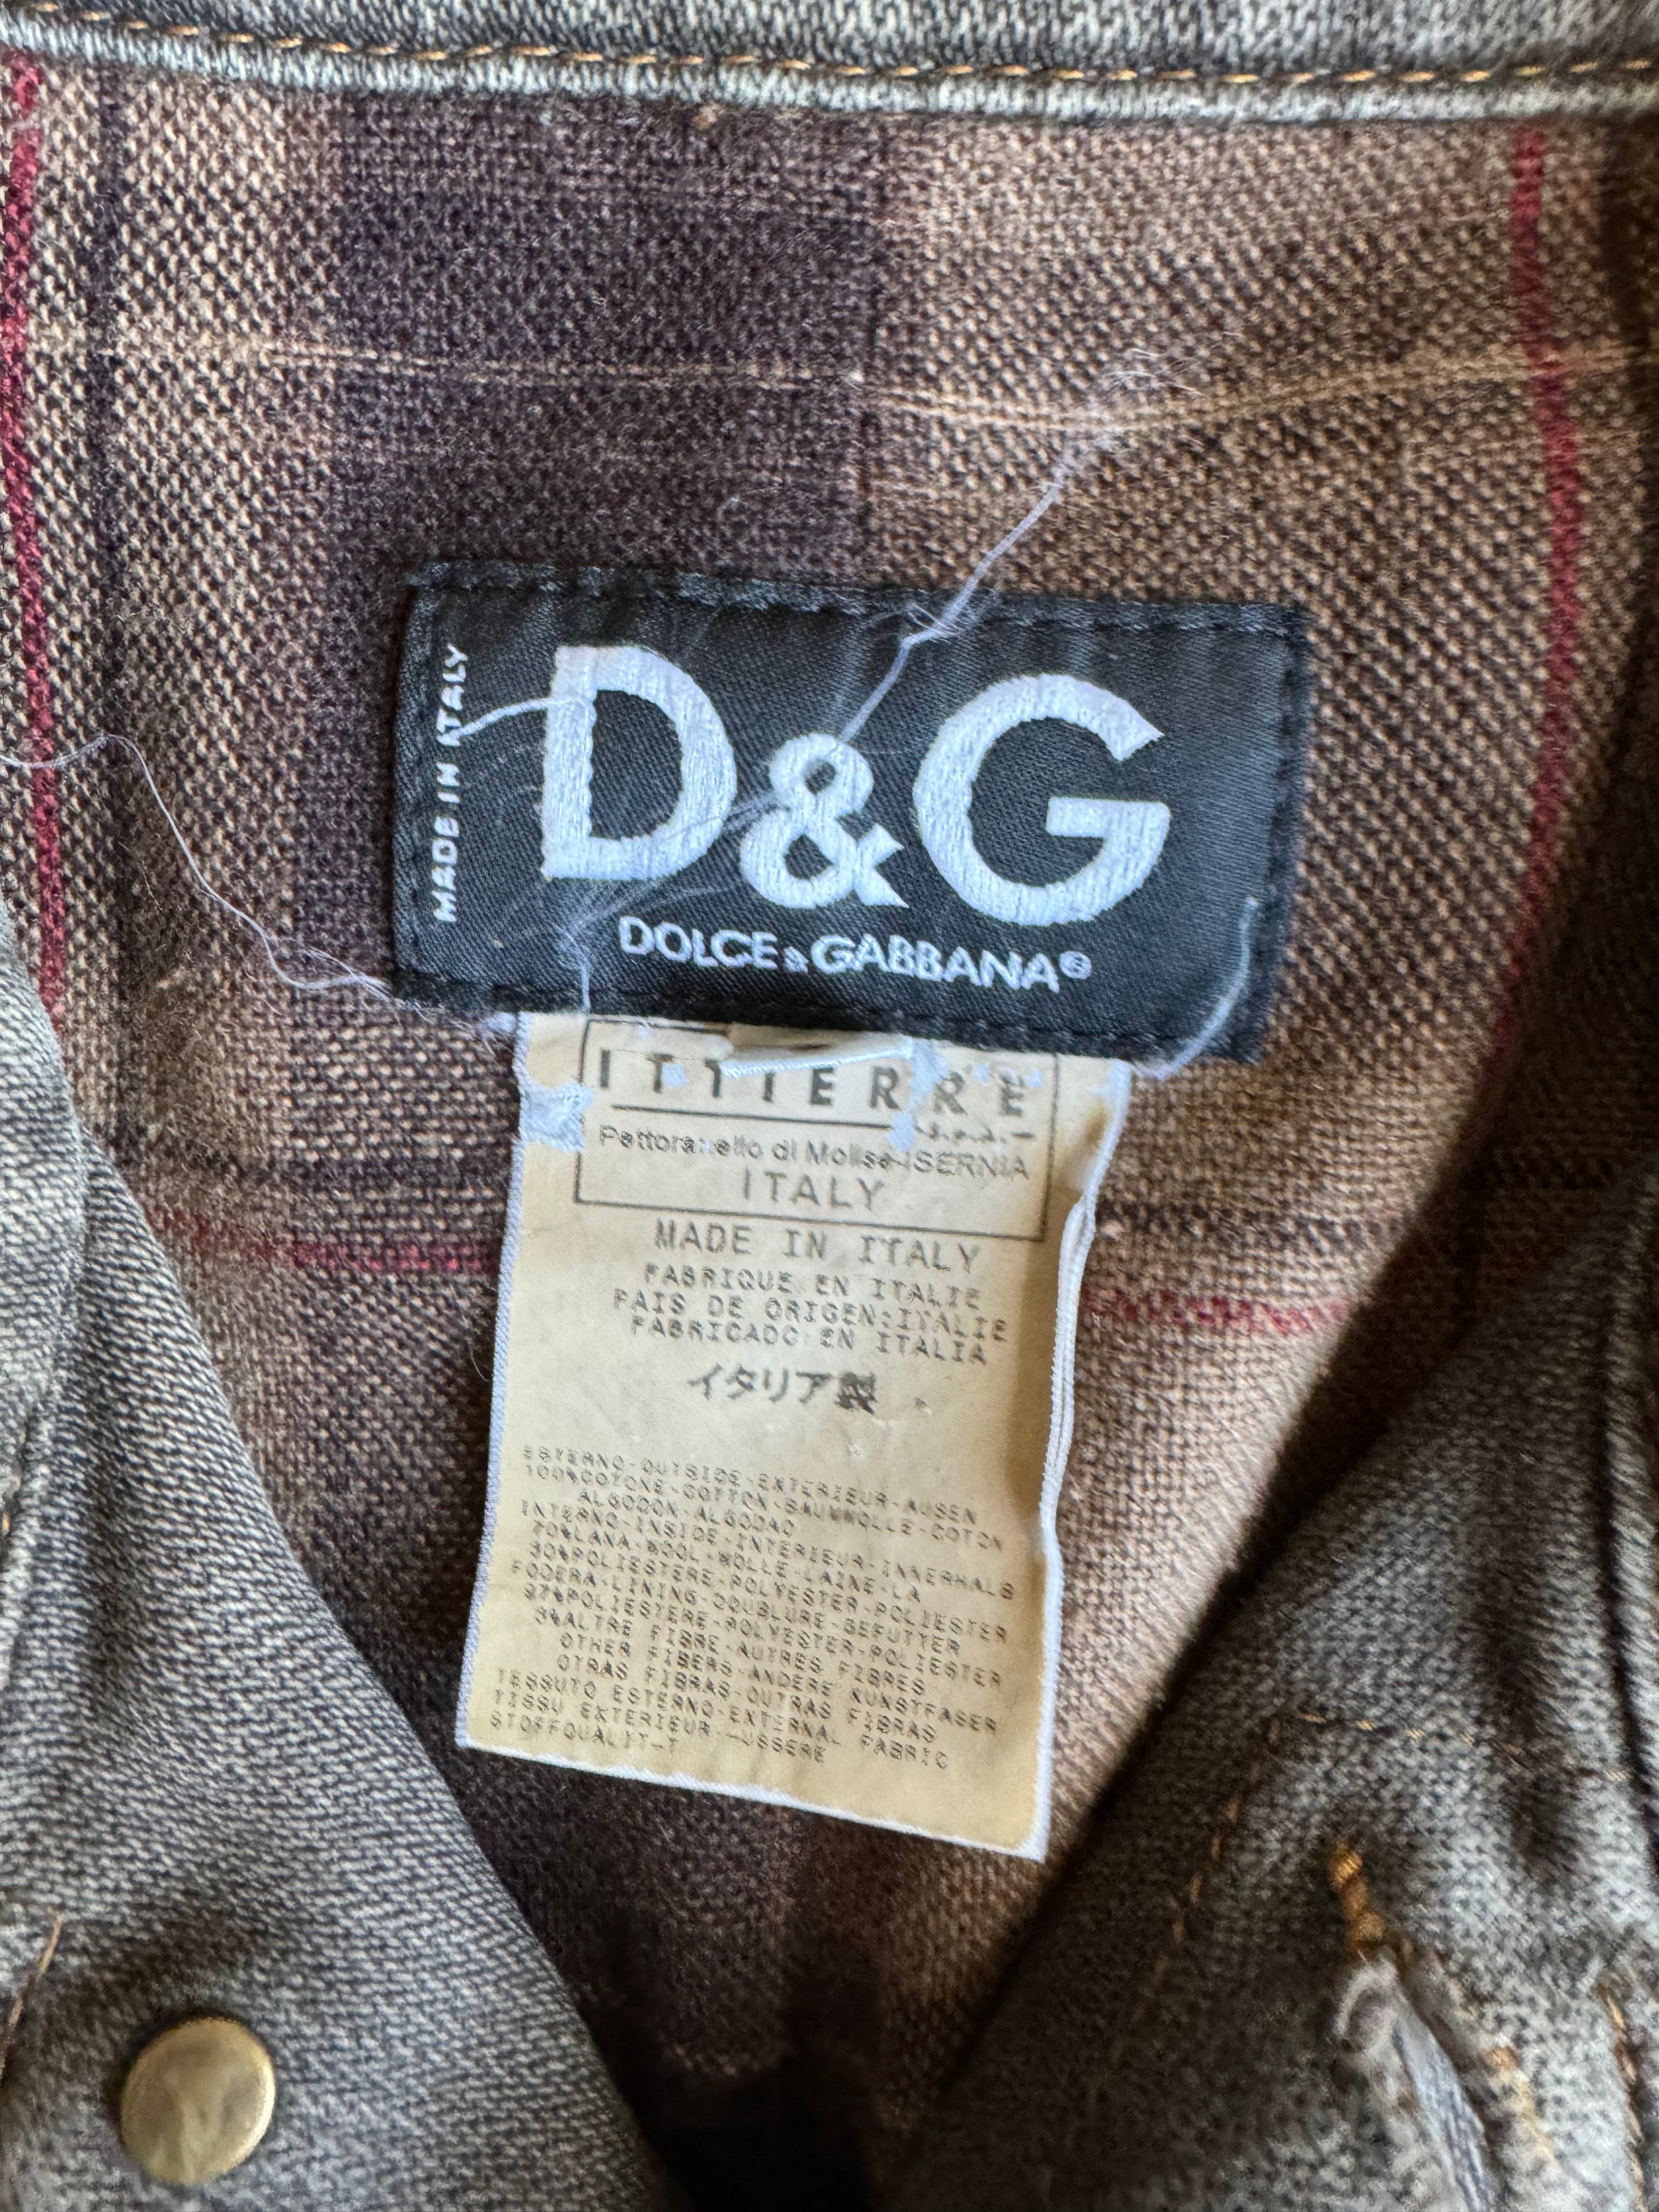 MADE IN ITALY
D&G
DOLCE & GABBANA®
ITTIERRE
s.p.a.
Pettoranello di Molise-ISERNIA
ITALY
MADE IN ITALY
FABRIQUE EN ITALIE
PAIS DE ORIGEN:ITALIE
FABRICADO EN ITALIA
イタリア製
ESTERNO-OUTSIDE-EXTERIEUR-AUSEN
100%COTONE-COTTON-BAUMWOLLE-COTON
ALGODON-ALGODAO
INTERNO-INSIDE-INTERIEUR-INNERHALB
70%LANA-WOOL-WOLLE-LAINE-LA
30%POLIESTERE-POLYESTER-POLIESTER
FODERA-LINING-DOUBLURE-GEFUTTER
97%POLIESTERE-POLYESTER-POLIESTER
3%ALTRE FIBRE-AUTRES FIBRES
OTHER FIBERS-ANDERE KUNSTFASER
OTRAS FIBRAS-OUTRAS FIBRAS
TESSUTO ESTERNO-EXTERNAL FABRIC
TISSU EXTERIEUR-